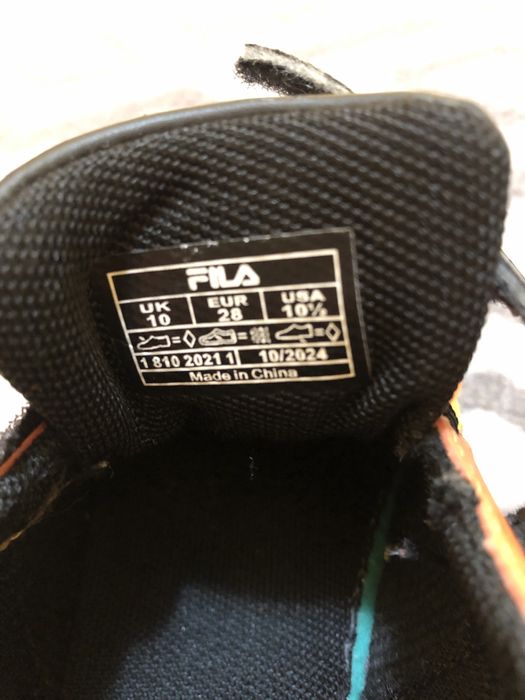 FILA
UK EUR USA
10 28 10½
1 810 2021 1 10/2024
Made in China